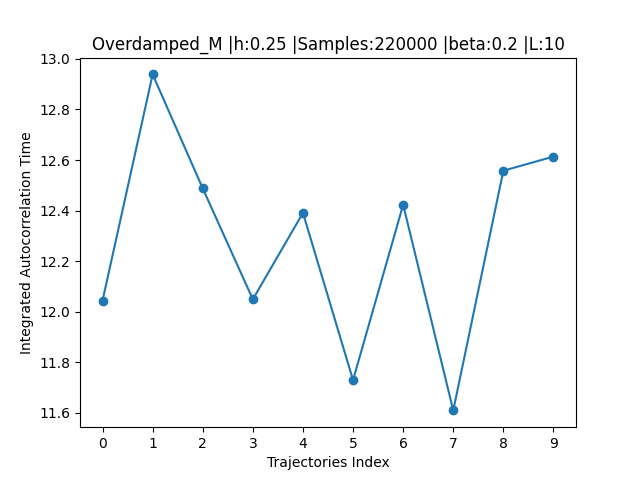 Overdamped_M |h:0.25 |Samples:220000 |beta:0.2 |L:10
Integrated Autocorrelation Time
13.0
12.8
12.6
12.4
12.2
12.0
11.8
11.6
0 1 2 3 4 5 6 7 8 9
Trajectories Index